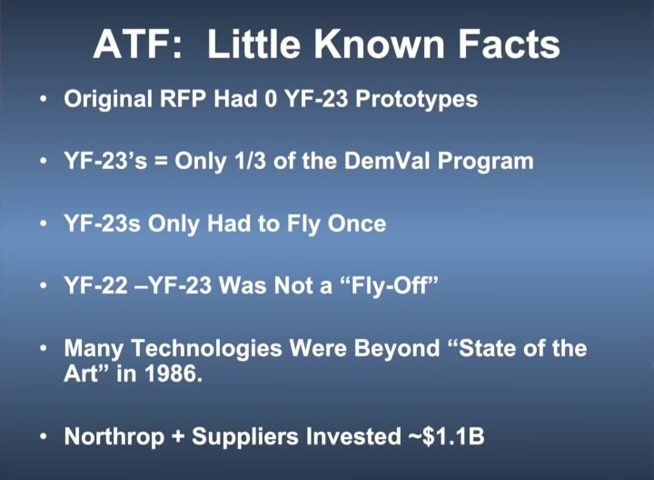 ATF:  Little Known Facts
• Original RFP Had 0 YF-23 Prototypes
• YF-23’s = Only 1/3 of the DemVal Program
• YF-23s Only Had to Fly Once
• YF-22 –YF-23 Was Not a “Fly-Off”
• Many Technologies Were Beyond “State of the
Art” in 1986.
• Northrop + Suppliers Invested ~$1.1B